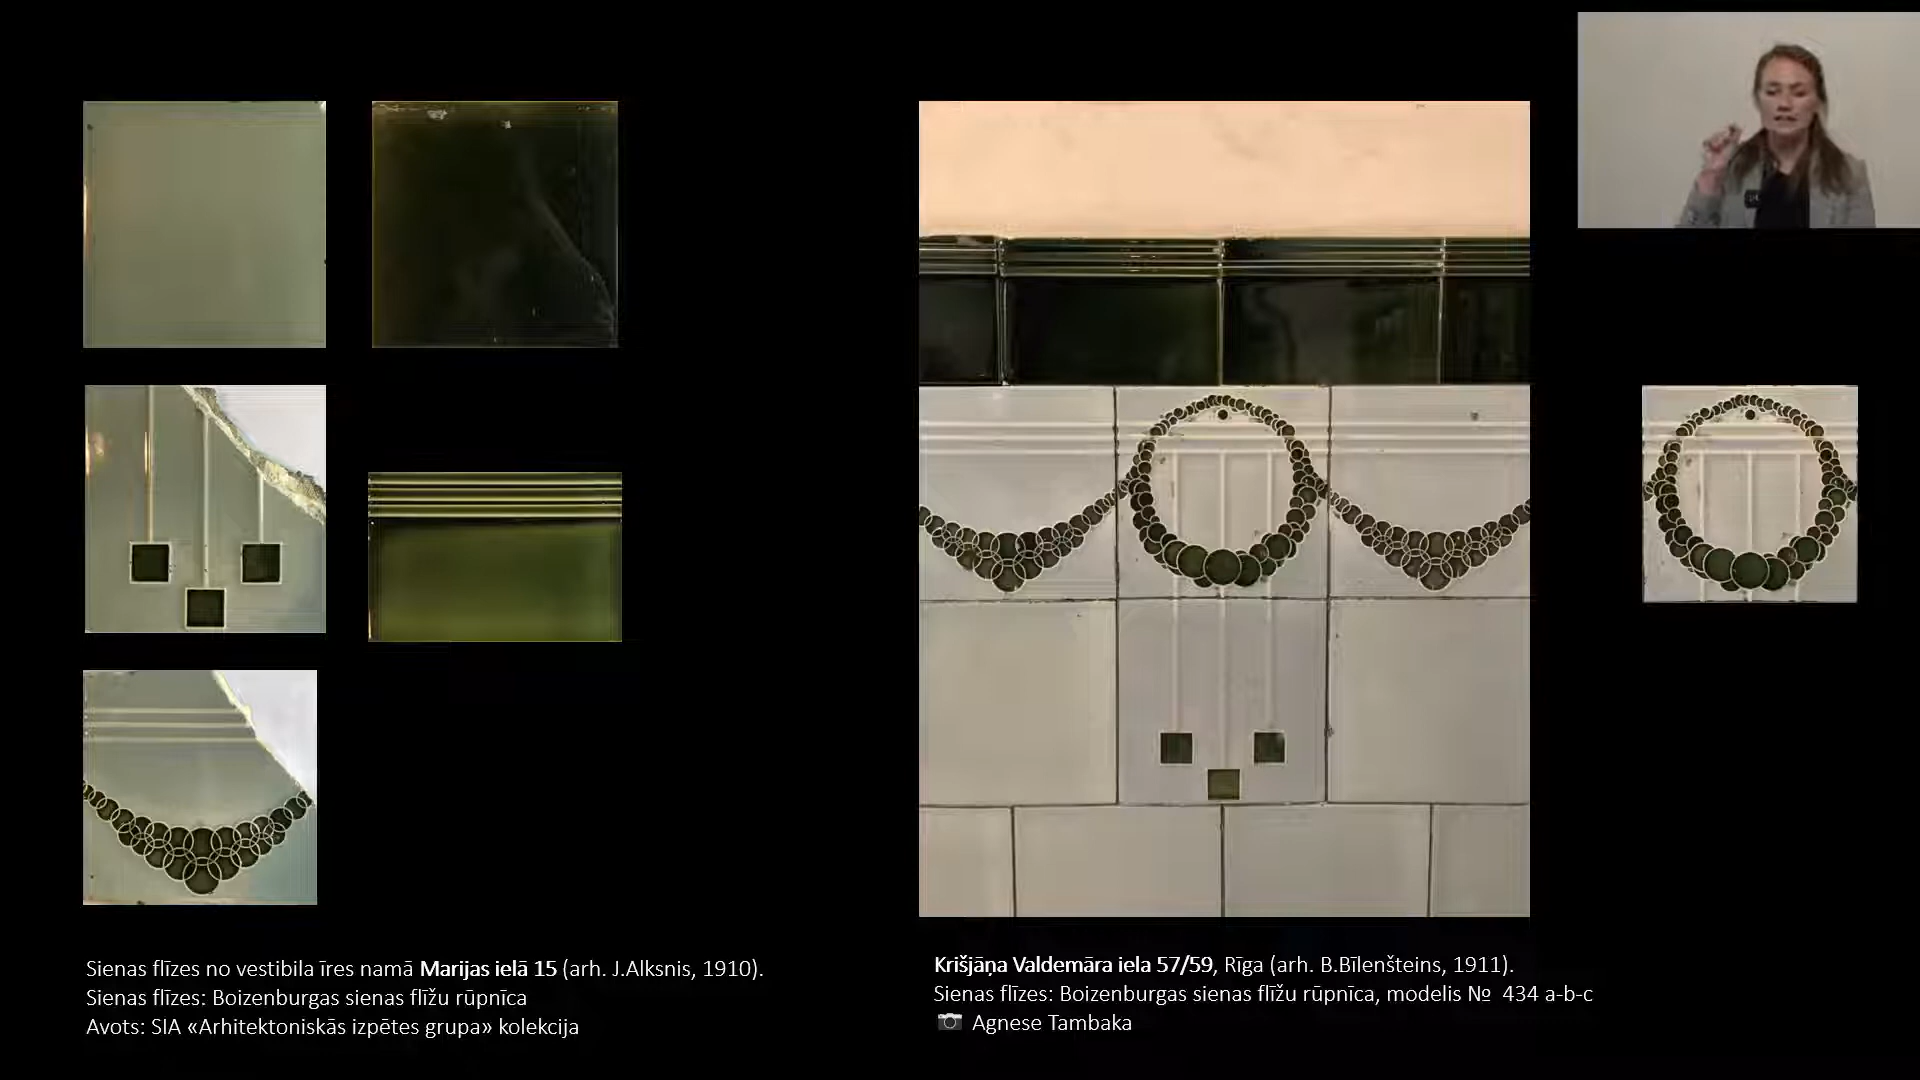 Sienas flīzes no vestibila īres namā Marijas ielā 15 (arh. J.Alksnis, 1910).
Sienas flīzes: Boizenburgas sienas flīžu rūpnīca
Avots: SIA «Arhitektoniskās izpētes grupa» kolekcija
Krišjāņa Valdemāra iela 57/59, Rīga (arh. B.Bīlenšteins, 1911).
Sienas flīzes: Boizenburgas sienas flīžu rūpnīca, modelis № 434 a-b-c
Agnese Tambaka